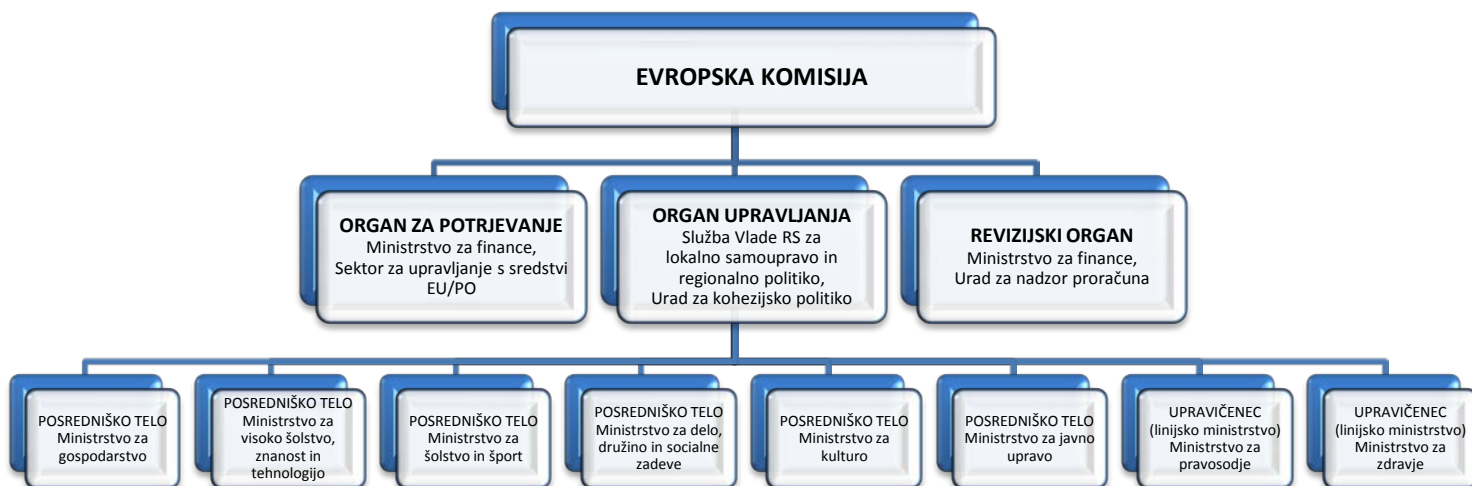 EVROPSKA KOMISIJA
ORGAN ZA POTRJEVANJE
Ministrstvo za finance,
Sektor za upravljanje s sredstvi
EU/PO
ORGAN UPRAVLJANJA
Služba Vlade RS za
lokalno samoupravo in
regionalno politiko,
Urad za kohezijsko politiko
REVIZIJSKI ORGAN
Ministrstvo za finance,
Urad za nadzor proračuna
POSREDNIŠKO TELO
Ministrstvo za
gospodarstvo
POSREDNIŠKO TELO
Ministrstvo za
visoko šolstvo,
znanost in
tehnologijo
POSREDNIŠKO TELO
Ministrstvo za
šolstvo in šport
POSREDNIŠKO TELO
Ministrstvo za delo,
družino in socialne
zadeve
POSREDNIŠKO TELO
Ministrstvo za
kulturo
POSREDNIŠKO TELO
Ministrstvo za javno
upravo
UPRAVIČENEC
(linijsko ministrstvo)
Ministrstvo za
pravosodje
UPRAVIČENEC
(linijsko ministrstvo)
Ministrstvo za
zdravje